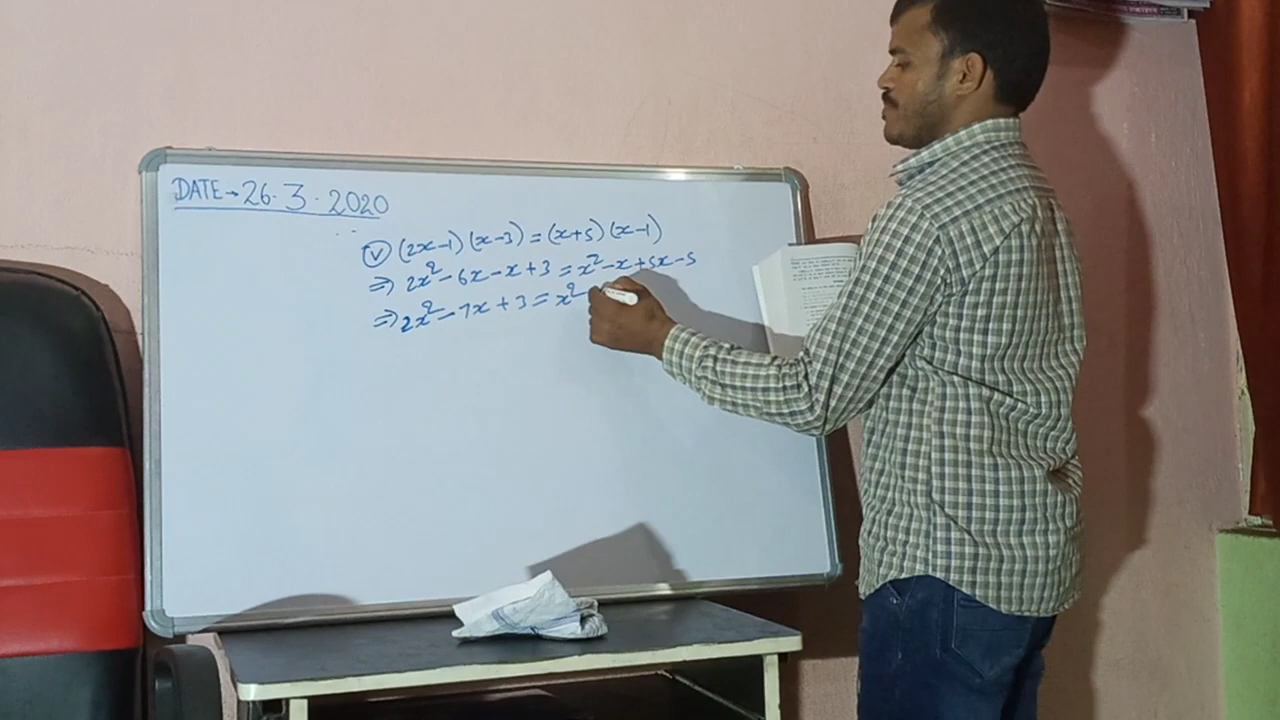 DATE → 26.3.2020
(v) (2x-1)(x-3) = (x+5)(x-1)
⇒ 2x² - 6x - x + 3 = x² - x + 5x - 5
⇒ 2x² - 7x + 3 = x²